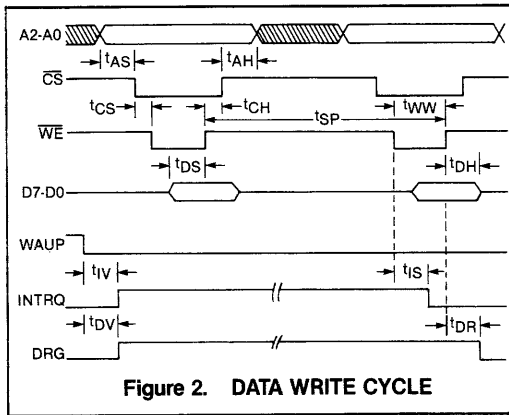 A2-A0
tAS
tAH
CS
tCS
tCH
tSP
tWW
WE
tDS
tDH
D7-D0
WAUP
tIV
tIS
INTRQ
tDV
tDR
DRG
Figure 2. DATA WRITE CYCLE